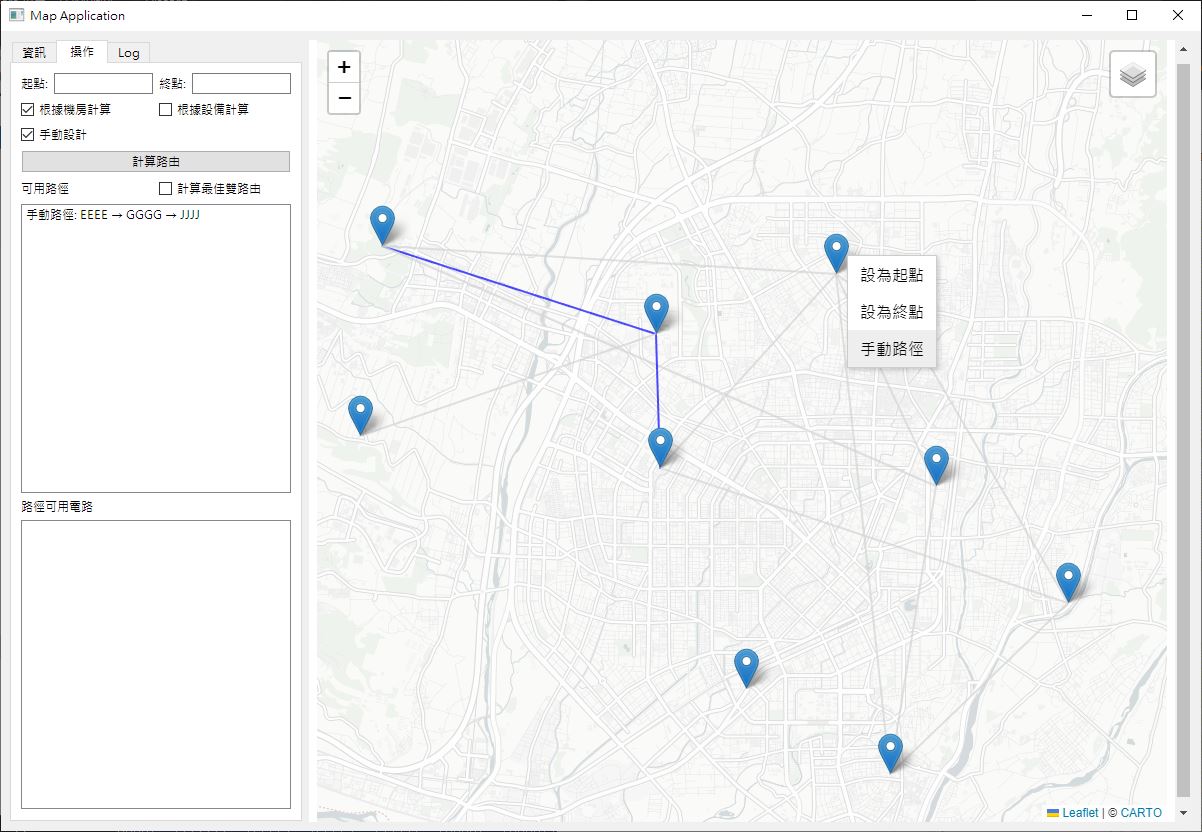 Map Application
資訊 操作 Log
起點: 終點:
根據機房計算 根據設備計算
手動設計
計算路由
可用路徑 計算最佳雙路由
手動路徑: EEEE → GGGG → JJJJ
路徑可用電路
+
−
設為起點
設為終點
手動路徑
Leaflet | © CARTO